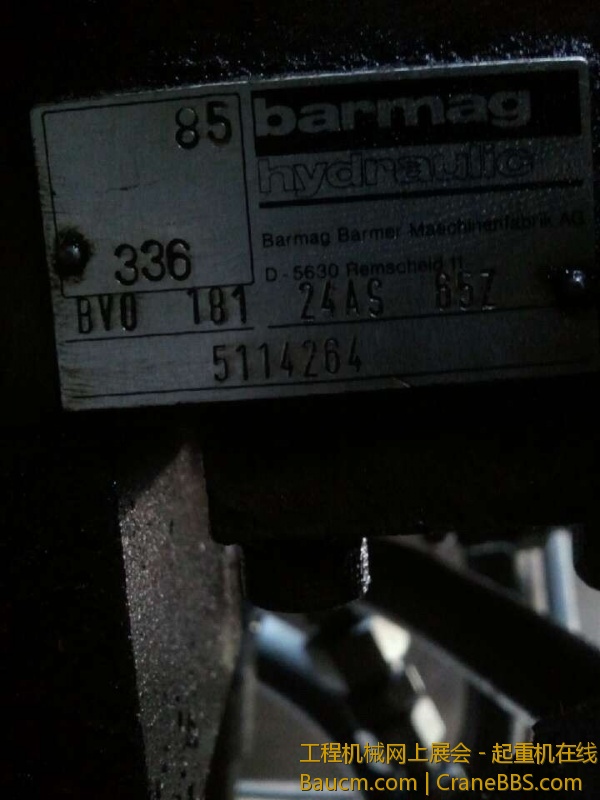 85
336
barmag
hydraulic
Barmag Barmer Maschinenfabrik AG
D-5630 Remscheid 11
BVO 181 24AS 65Z
5114264
工程机械网上展会 - 起重机在线
Baucm.com | CraneBBS.com